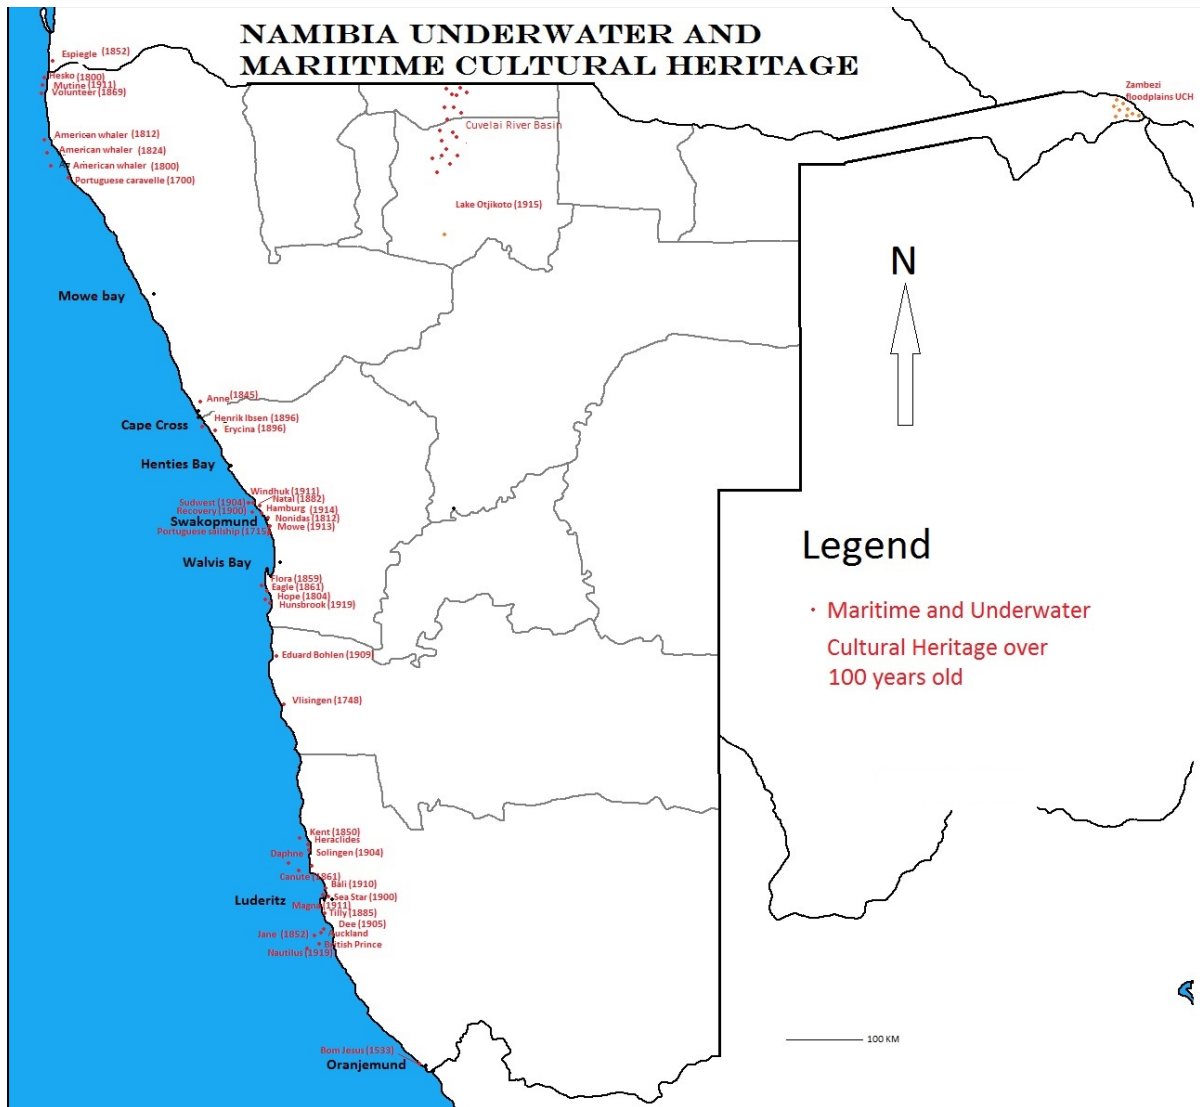 NAMIBIA UNDERWATER AND
MARIITIME CULTURAL HERITAGE
Espiegle (1852)
Hesko (1800)
Mutine (1911)
Volunteer (1869)
American whaler (1812)
American whaler (1824)
American whaler (1800)
Portuguese caravelle (1700)
Cuvelai River Basin
Lake Otjikoto (1915)
Zambezi
floodplains UCH
N
Mowe bay
Anne (1845)
Henrik Ibsen (1896)
Cape Cross
Erycina (1896)
Henties Bay
Windhuk (1911)
Natal (1882)
Sudwest (1904)
Hamburg (1914)
Recovery (1900)
Nonidas (1812)
Swakopmund
Mowe (1913)
Portuguese sailship (1715)
Walvis Bay
Flora (1859)
Eagle (1861)
Hope (1804)
Hunsbrook (1919)
Eduard Bohlen (1909)
Vlisingen (1748)
Legend
Maritime and Underwater
Cultural Heritage over
100 years old
Kent (1850)
Heraclides
Daphne
Solingen (1904)
Canute (1861)
Bali (1910)
Luderitz
Sea Star (1900)
Magna (1911)
Tilly (1885)
Dee (1905)
Jane (1852)
Auckland
British Prince
Nautilus (1919)
100 KM
Bom Jesus (1533)
Oranjemund